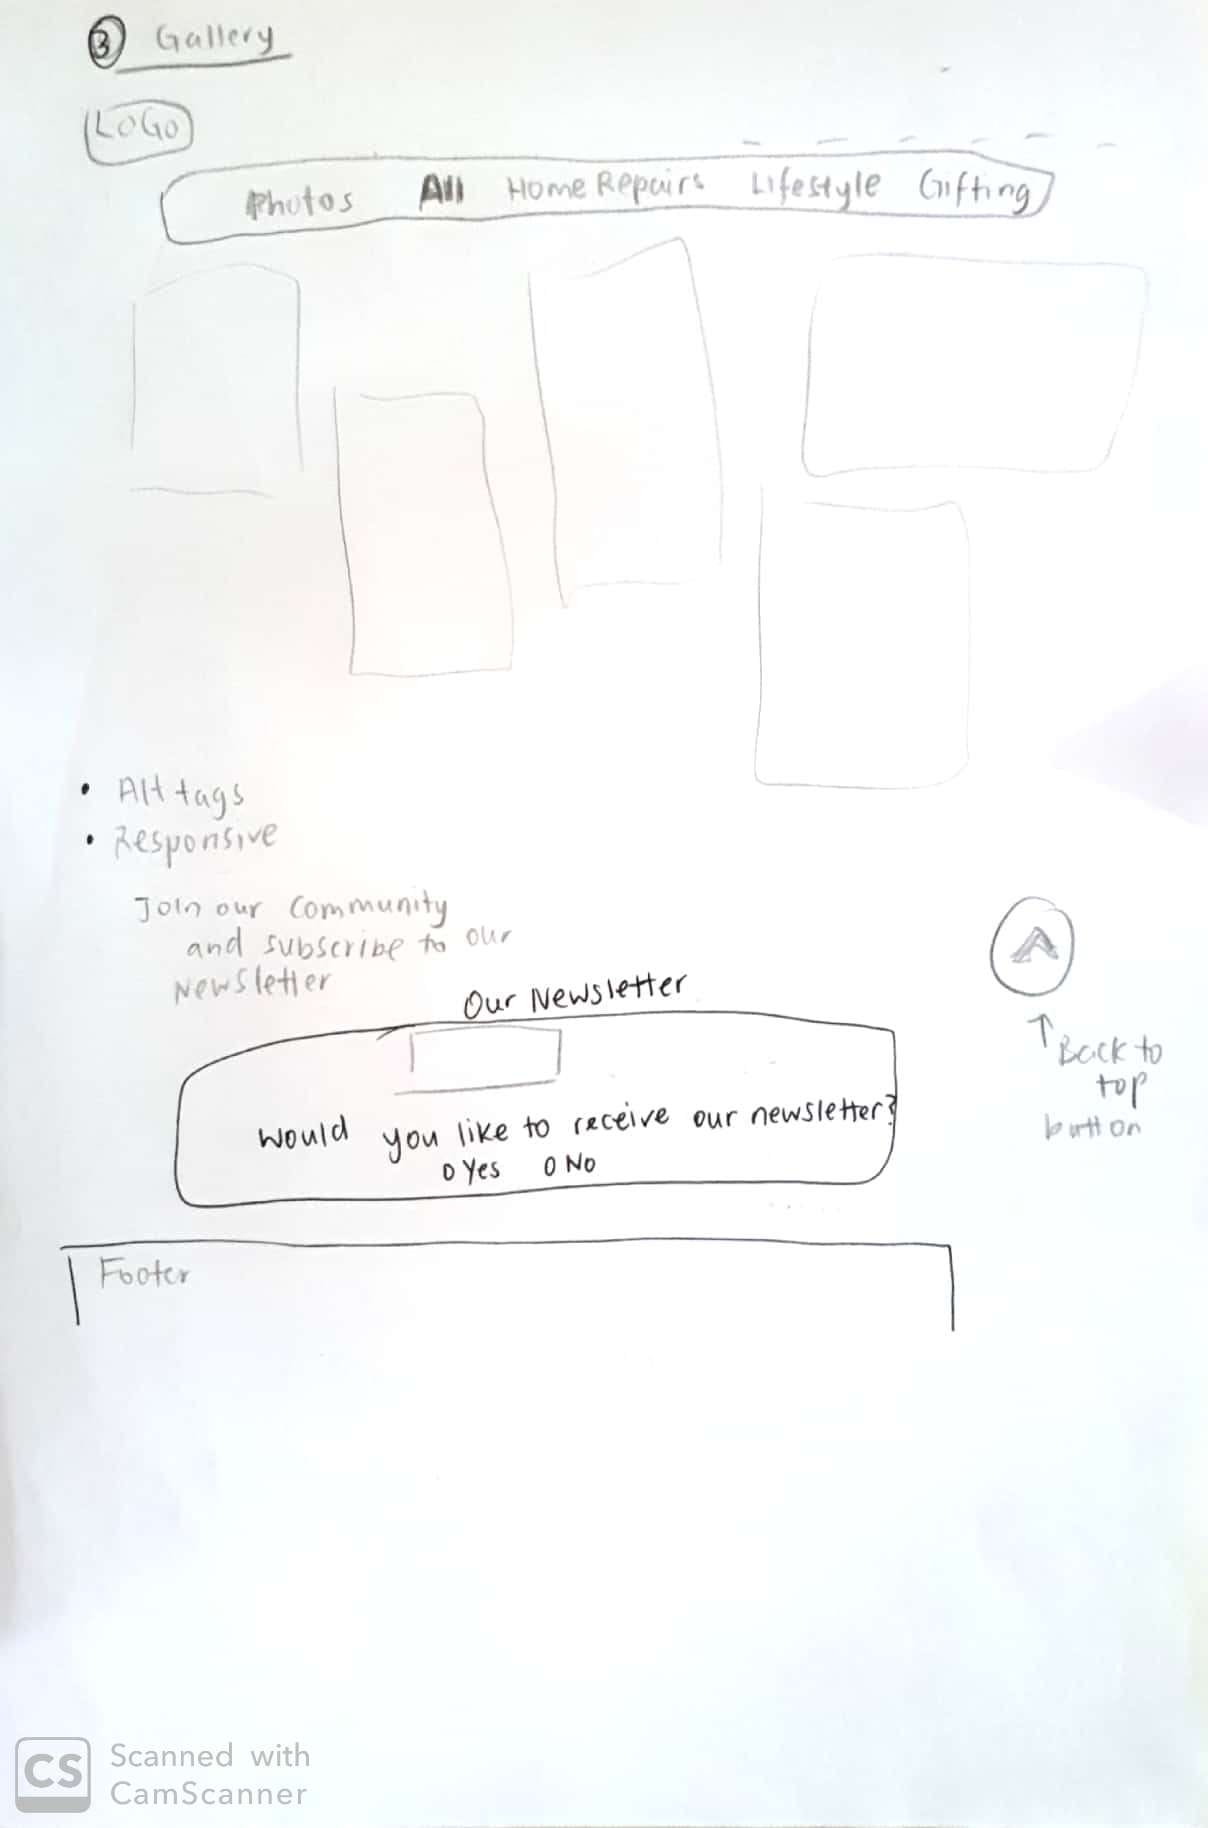 3 Gallery
LOGO
Photos All Home Repairs Lifestyle Gifting
• Alt tags
• Responsive
Join our community
and subscribe to our
Newsletter
Our Newsletter
Would you like to receive our newsletter?
O Yes O No
Back to
top
button
Footer
CS Scanned with
CamScanner